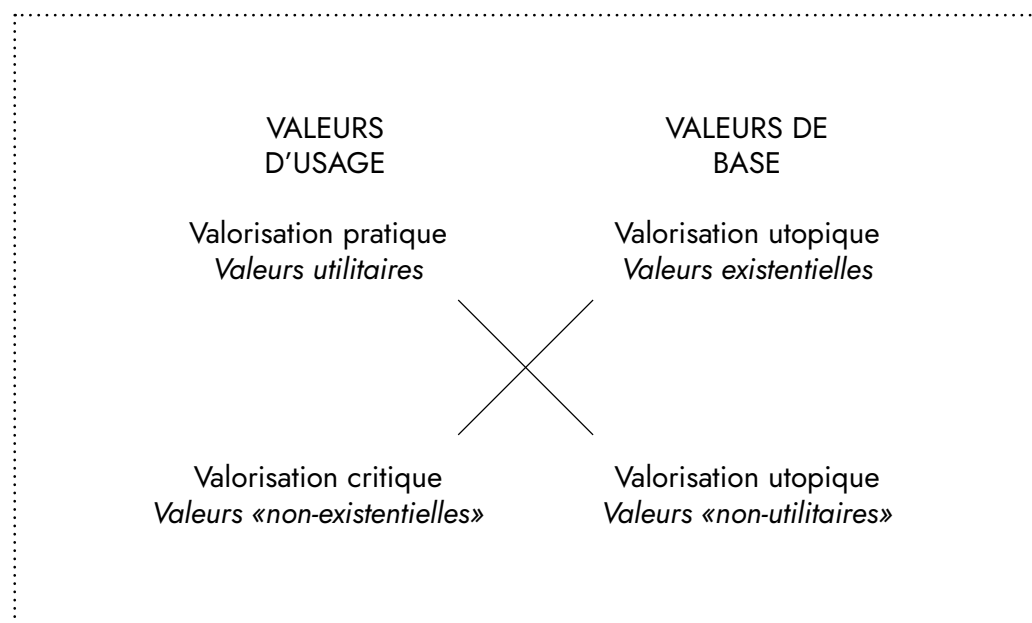 VALEURS
D’USAGE
VALEURS DE
BASE
Valorisation pratique
Valeurs utilitaires
Valorisation utopique
Valeurs existentielles
Valorisation critique
Valeurs «non-existentielles»
Valorisation utopique
Valeurs «non-utilitaires»